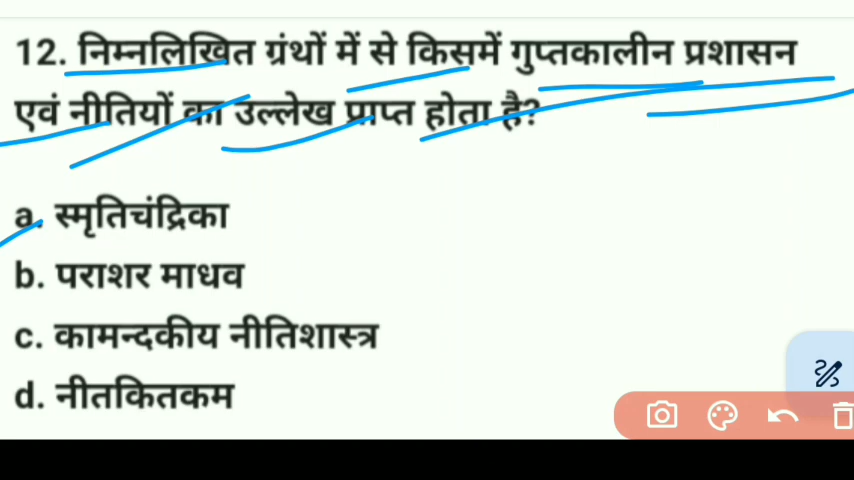 12. निम्नलिखित ग्रंथों में से किसमें गुप्तकालीन प्रशासन
एवं नीतियों का उल्लेख प्राप्त होता है?
a. स्मृतिचंद्रिका
b. पराशर माधव
c. कामन्दकीय नीतिशास्त्र
d. नीतकितकम